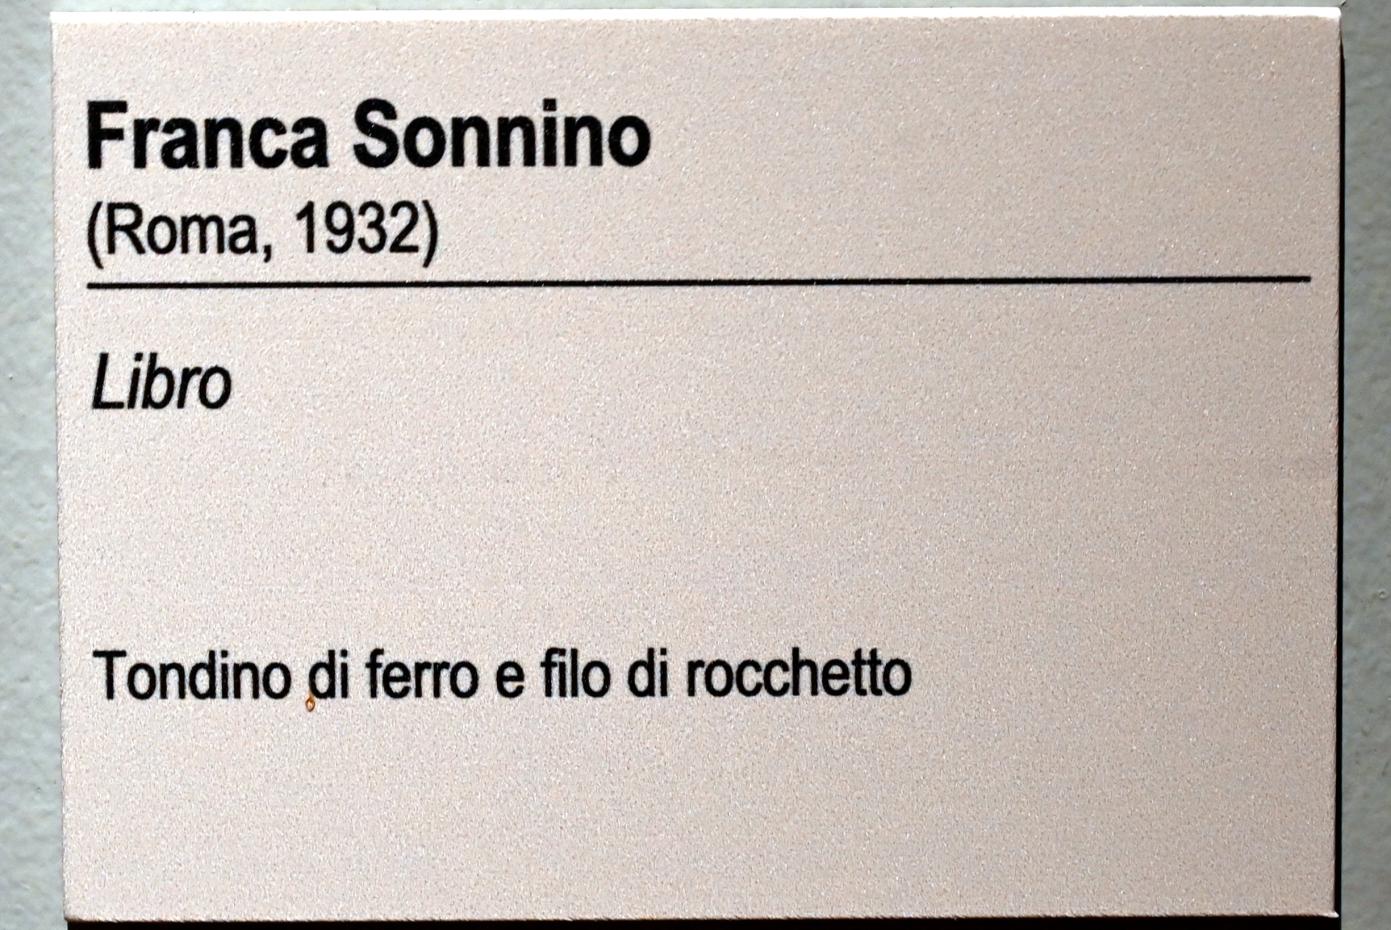 Franca Sonnino
(Roma, 1932)
Libro
Tondino di ferro e filo di rocchetto